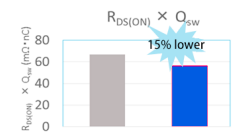 RDS(ON) × Qsw
15% lower
RDS(ON) × Qsw (mΩ・nC)
80
60
40
20
0